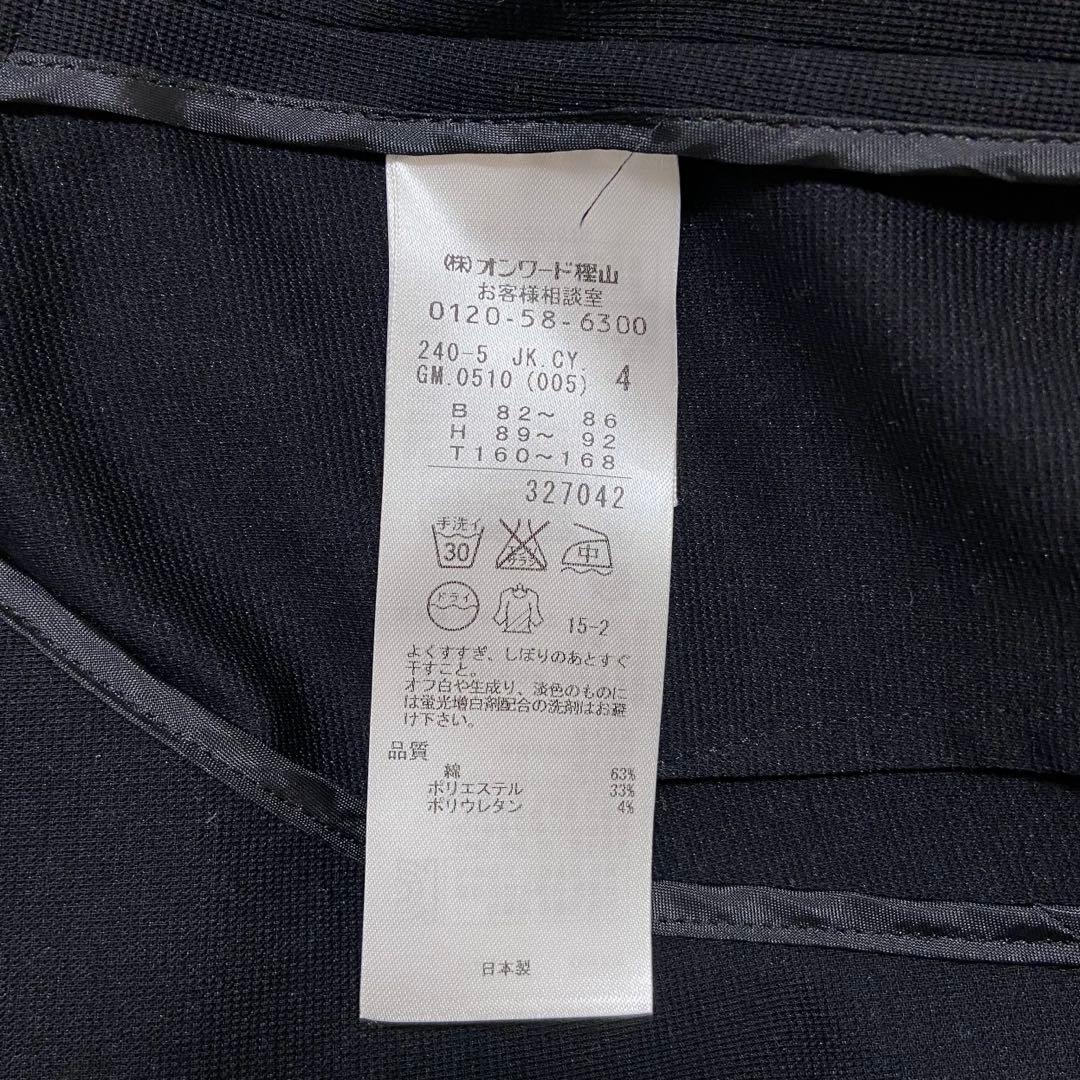 (株)オンワード樫山
お客様相談室
0120-58-6300
240-5 JK.CY. 4
GM.0510 (005)
B 82～ 86
H 89～ 92
T160～168
327042
手洗イ
30
中
ドライ
15-2
よくすすぎ、しぼりのあとすぐ
干すこと。
オフ白や生成り、淡色のものに
は蛍光増白剤配合の洗剤はお避
け下さい。
品質
綿 63%
ポリエステル 33%
ポリウレタン 4%
日本製